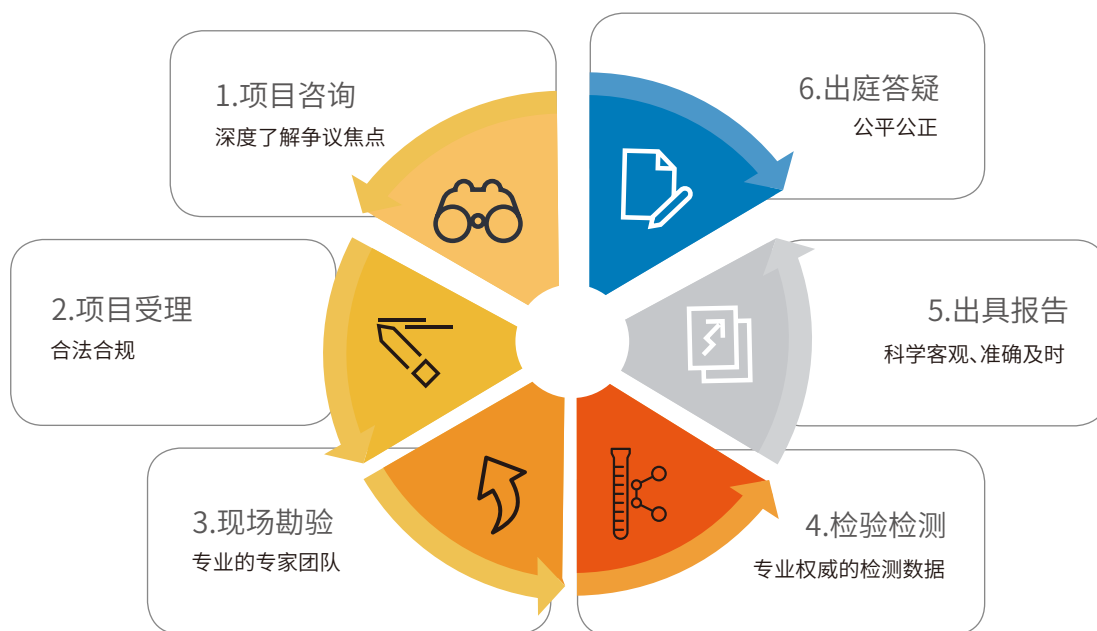 1.项目咨询
深度了解争议焦点
2.项目受理
合法合规
3.现场勘验
专业的专家团队
4.检验检测
专业权威的检测数据
5.出具报告
科学客观、准确及时
6.出庭答疑
公平公正